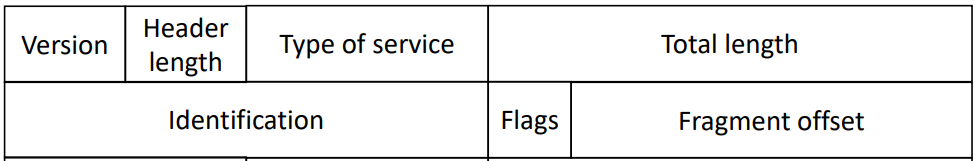 Version
Header
length
Type of service
Total length
Identification
Flags
Fragment offset